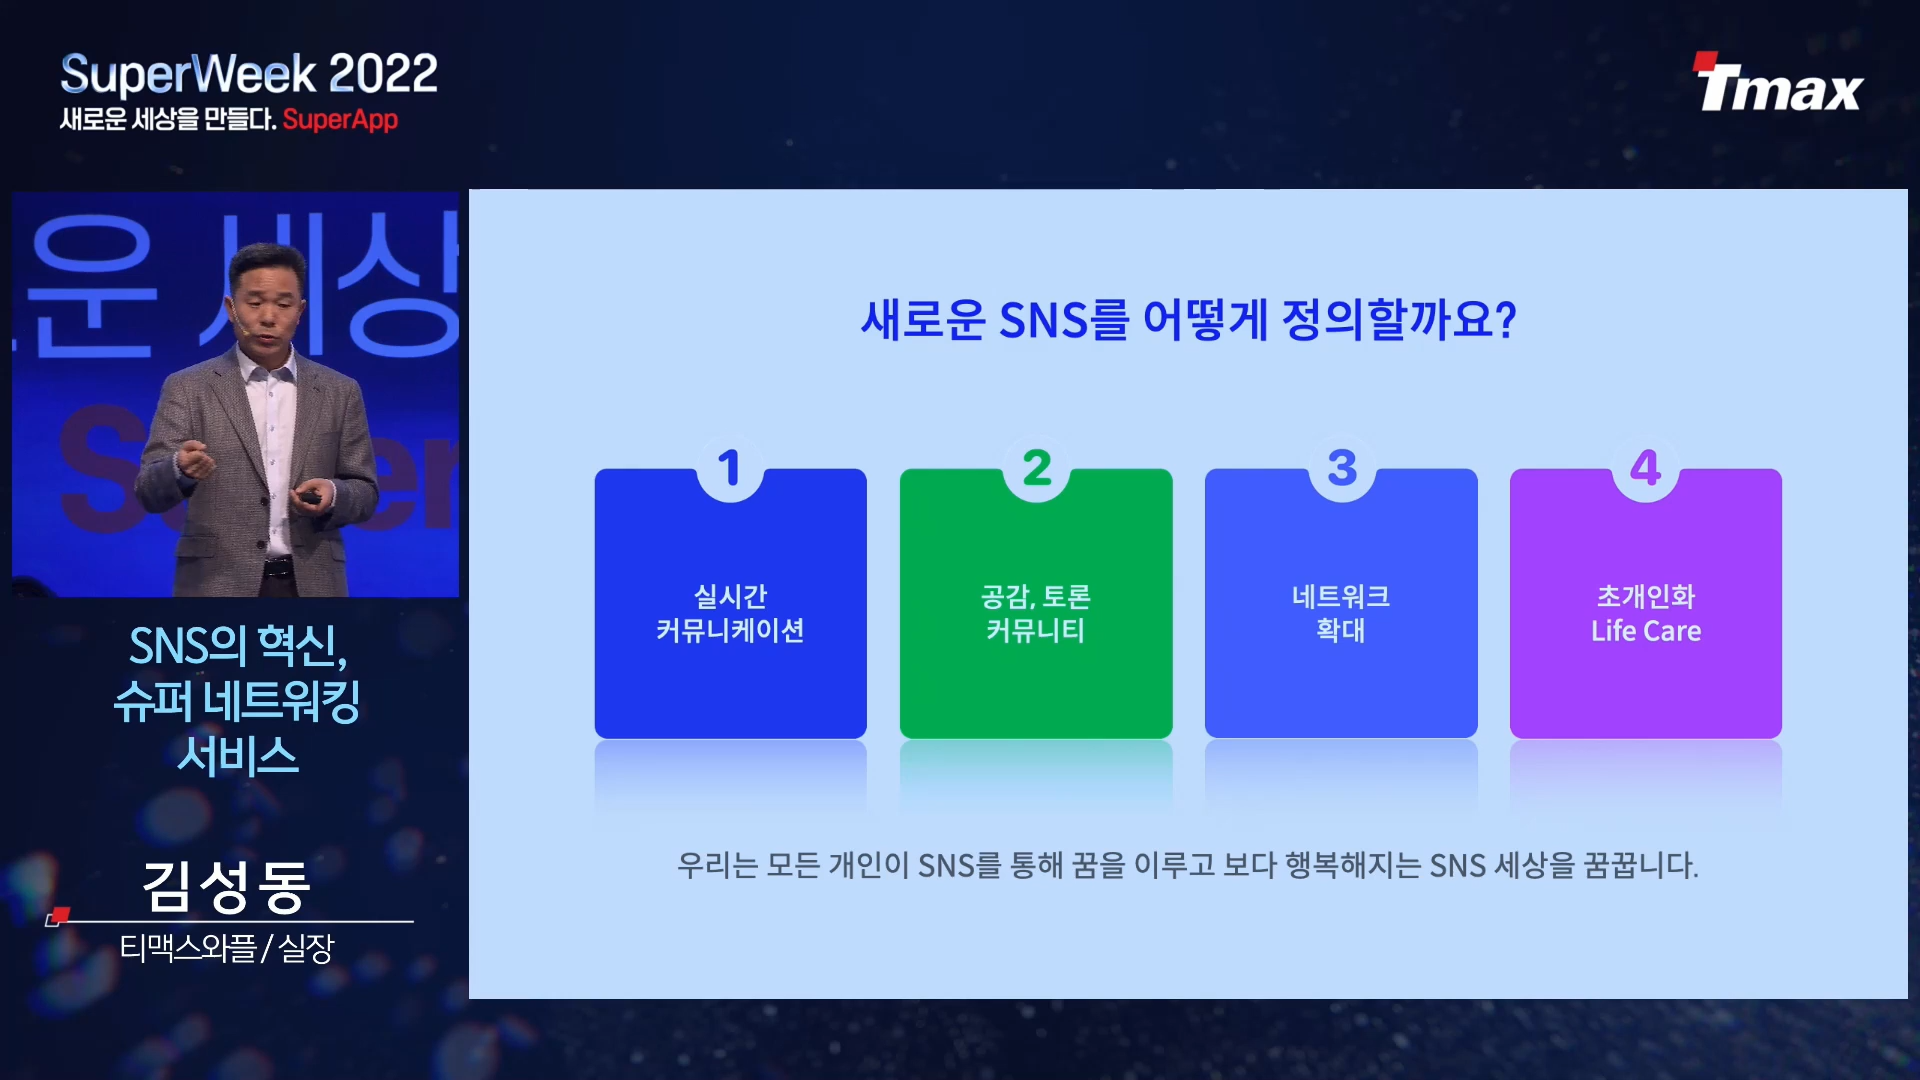 SuperWeek 2022
새로운 세상을 만들다. SuperApp
Tmax
운 세상
Super
SNS의 혁신,
슈퍼 네트워킹
서비스
김성동
티맥스와플 / 실장
새로운 SNS를 어떻게 정의할까요?
1
실시간
커뮤니케이션
2
공감, 토론
커뮤니티
3
네트워크
확대
4
초개인화
Life Care
우리는 모든 개인이 SNS를 통해 꿈을 이루고 보다 행복해지는 SNS 세상을 꿈꿉니다.